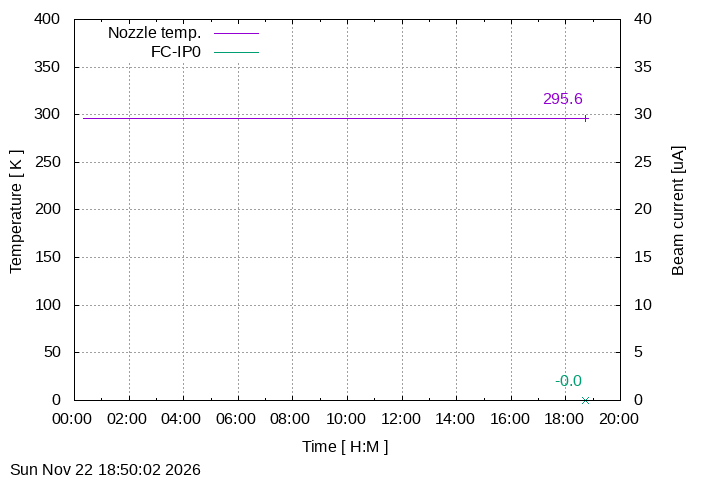 Nozzle temp.
FC-IP0
400
350
300
250
200
150
100
50
0
40
35
30
25
20
15
10
5
0
295.6
-0.0
Temperature [ K ]
Beam current [uA]
00:00 02:00 04:00 06:00 08:00 10:00 12:00 14:00 16:00 18:00 20:00
Time [ H:M ]
Sun Nov 22 18:50:02 2026